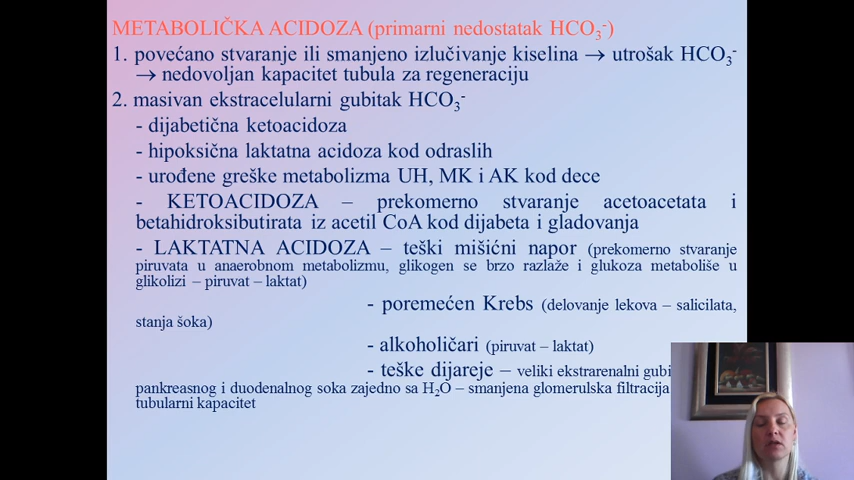 METABOLIČKA ACIDOZA (primarni nedostatak HCO₃⁻)
1. povećano stvaranje ili smanjeno izlučivanje kiselina → utrošak HCO₃⁻
→ nedovoljan kapacitet tubula za regeneraciju
2. masivan ekstracelularni gubitak HCO₃⁻
- dijabetična ketoacidoza
- hipoksična laktatna acidoza kod odraslih
- urođene greške metabolizma UH, MK i AK kod dece
- KETOACIDOZA – prekomerno stvaranje acetoacetata i
betahidroksibutirata iz acetil CoA kod dijabeta i gladovanja
- LAKTATNA ACIDOZA – teški mišićni napor (prekomerno stvaranje
piruvata u anaerobnom metabolizmu, glikogen se brzo razlaže i glukoza metaboliše u
glikolizi – piruvat – laktat)
- poremećen Krebs (delovanje lekova – salicilata,
stanja šoka)
- alkoholičari (piruvat – laktat)
- teške dijareje – veliki ekstrarenalni gubi
pankreasnog i duodenalnog soka zajedno sa H₂O – smanjena glomerulska filtracija
tubularni kapacitet